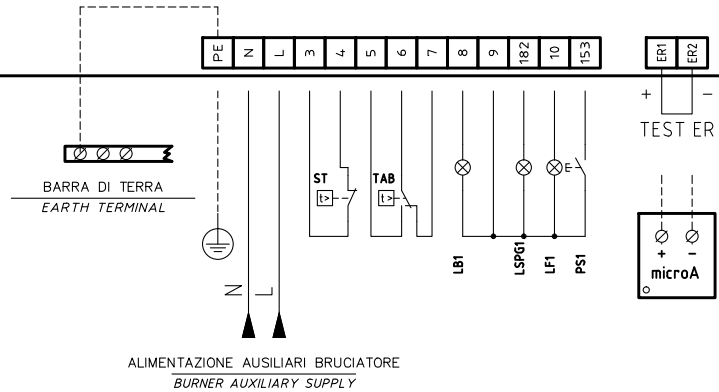 PE N L 3 4 5 6 7 8 9 182 10 153 ER1 ER2
+ -
TEST ER
BARRA DI TERRA
EARTH TERMINAL
ST t> TAB t> E
LB1 LSPG1 LF1 PS1
+ -
microA
N L
ALIMENTAZIONE AUSILIARI BRUCIATORE
BURNER AUXILIARY SUPPLY